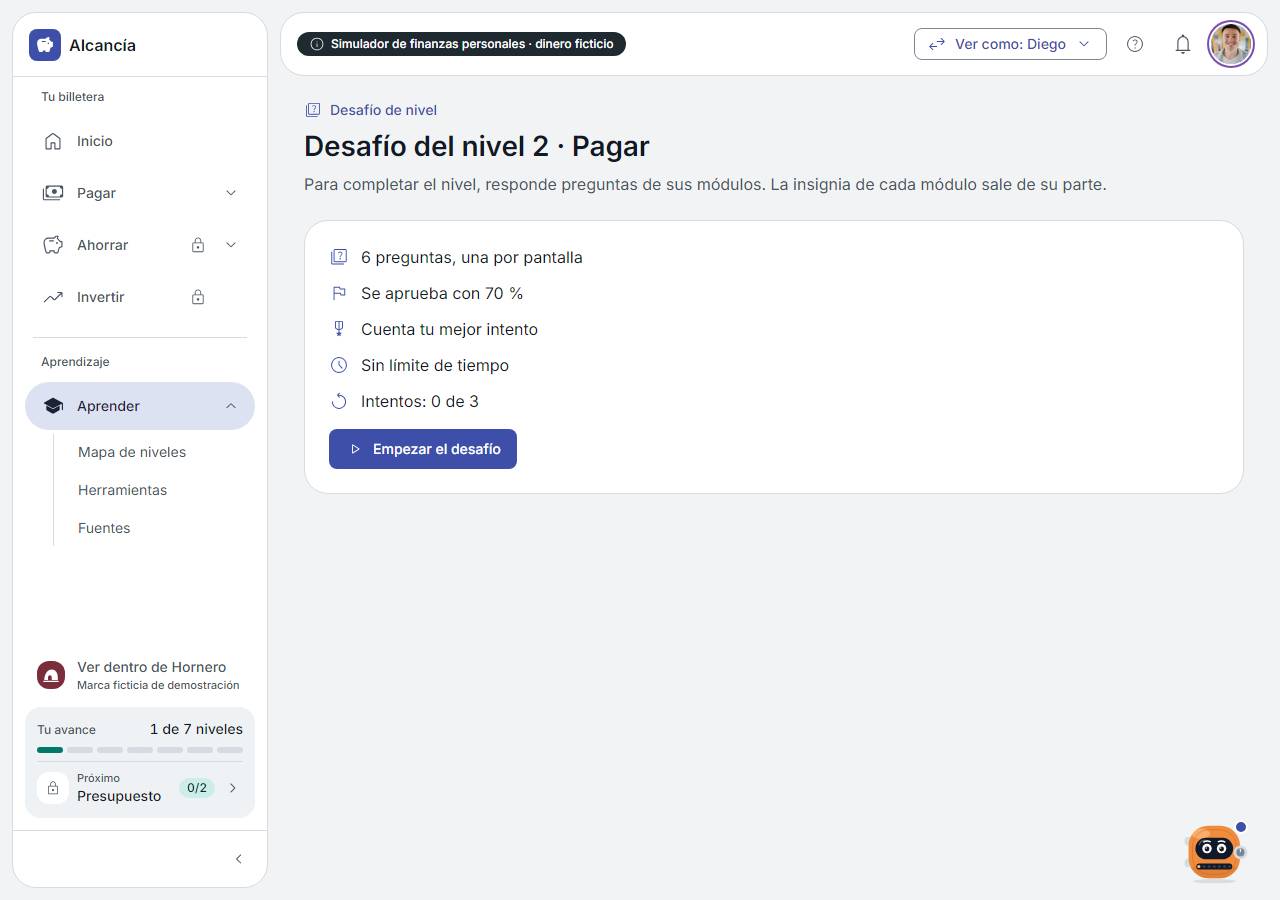 Alcancía
Tu billetera
Inicio
Pagar
Ahorrar
Invertir
Aprendizaje
Aprender
Mapa de niveles
Herramientas
Fuentes
Ver dentro de Hornero
Marca ficticia de demostración
Tu avance 1 de 7 niveles
Próximo
Presupuesto 0/2
Simulador de finanzas personales · dinero ficticio
Ver como: Diego
Desafío de nivel
Desafío del nivel 2 · Pagar
Para completar el nivel, responde preguntas de sus módulos. La insignia de cada módulo sale de su parte.
6 preguntas, una por pantalla
Se aprueba con 70 %
Cuenta tu mejor intento
Sin límite de tiempo
Intentos: 0 de 3
Empezar el desafío